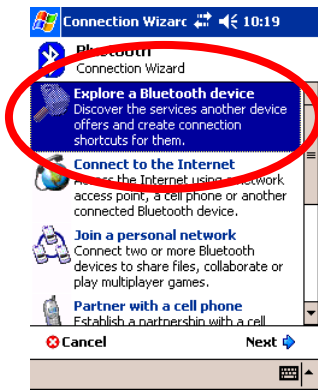 Connection Wizarc 10:19
Bluetooth
Connection Wizard
Explore a Bluetooth device
Discover the services another device
offers and create connection
shortcuts for them.
Connect to the Internet
Access the Internet using a network
access point, a cell phone or another
connected Bluetooth device.
Join a personal network
Connect two or more Bluetooth
devices to share files, collaborate or
play multiplayer games.
Partner with a cell phone
Establish a partnership with a cell
Cancel Next